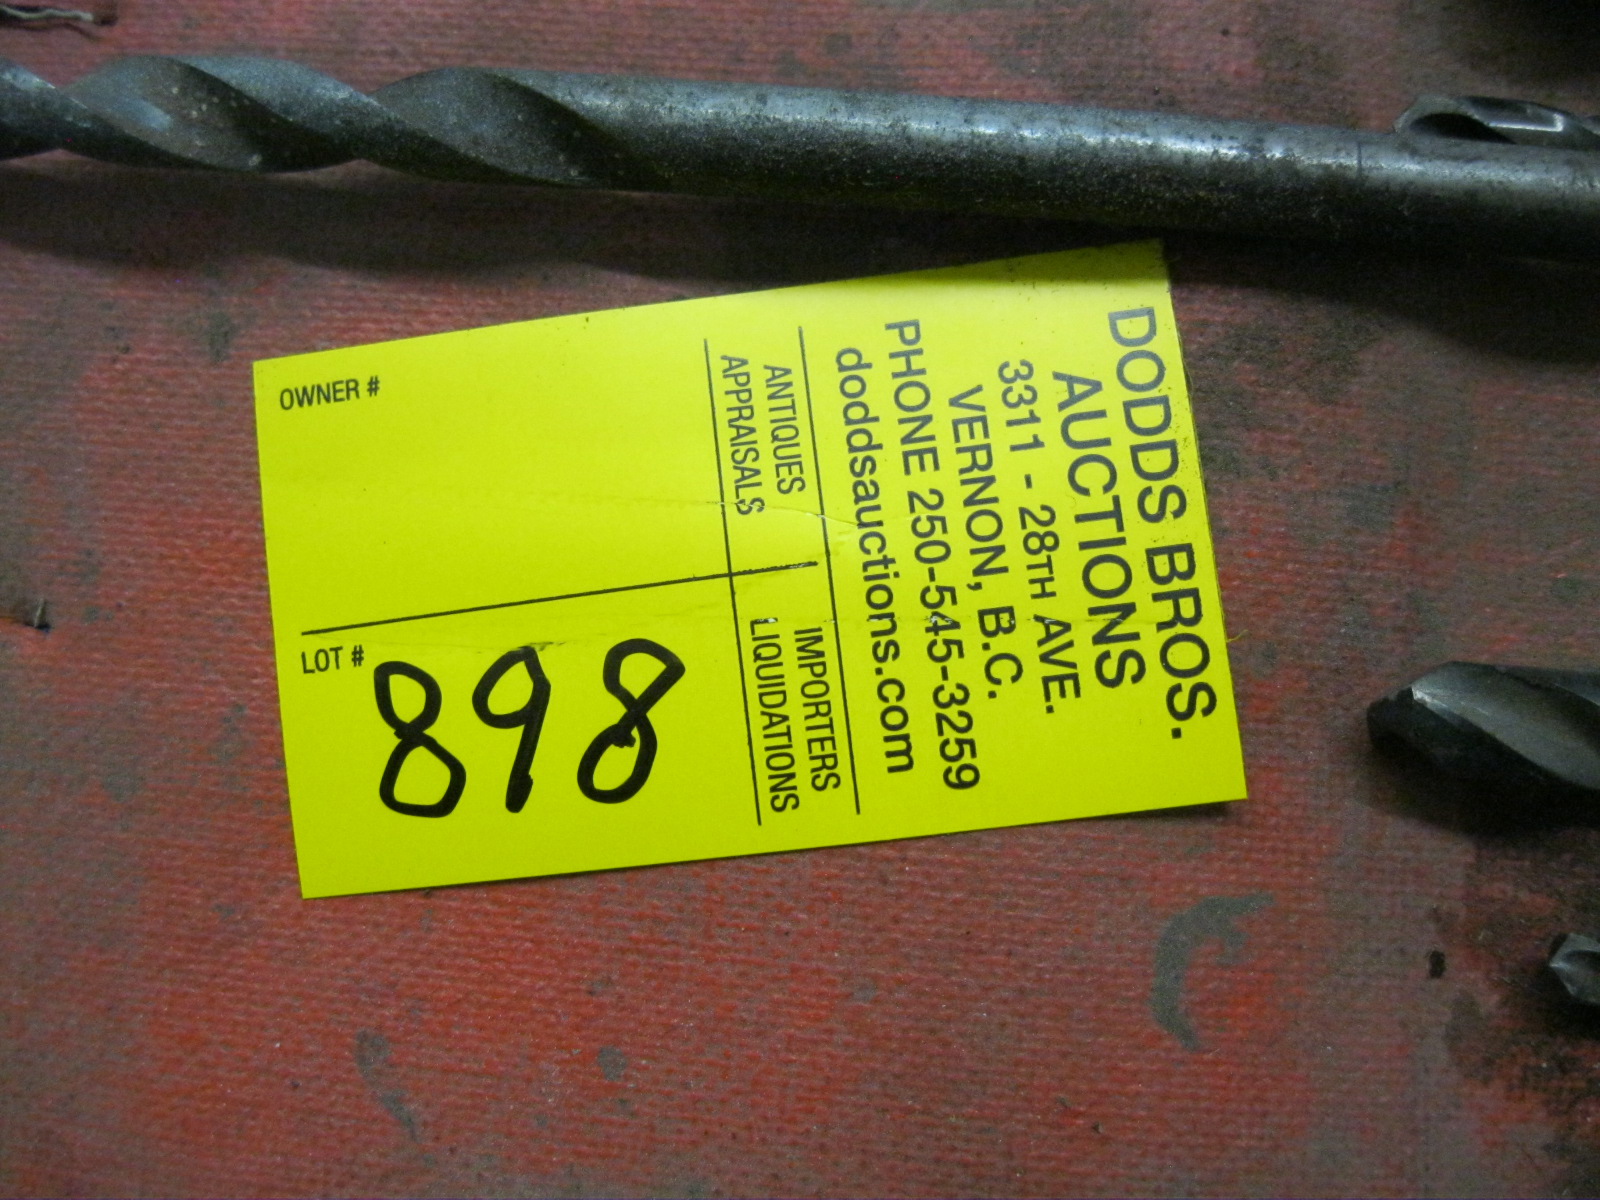 DODDS BROS.
AUCTIONS
3311 - 28TH AVE.
VERNON, B.C.
PHONE 250-545-3259
doddsauctions.com
ANTIQUES
APPRAISALS
IMPORTERS
LIQUIDATIONS
OWNER #
LOT # 898